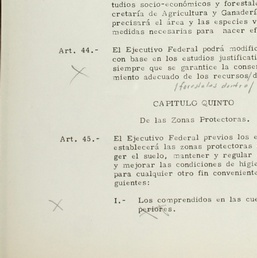 tudios socio-económicos y forestale
cretaría de Agricultura y Ganaderí
precisará el área y las especies v
medidas necesarias para hacer ef
Art. 44.- El Ejecutivo Federal podrá modific
con base en los estudios justificati
siempre que se garantice la conse
miento adecuado de los recursos/
CAPITULO QUINTO
De las Zonas Protectoras.
Art. 45.- El Ejecutivo Federal previos los e
establecerá las zonas protectoras
ger el suelo, mantener y regular
y mejorar las condiciones de higie
para cualquier otro fin convenient
guientes:
I.- Los comprendidos en las cue
periores.